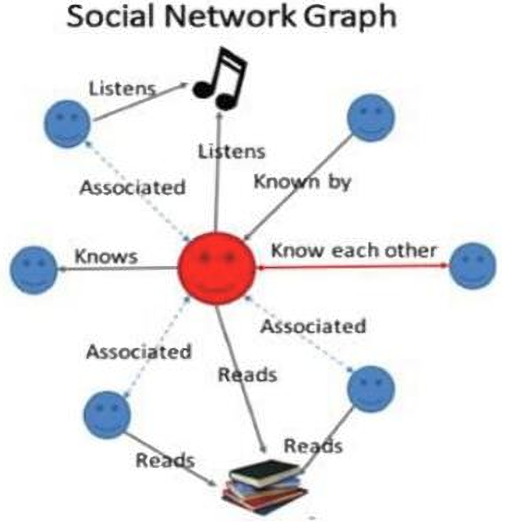 Social Network Graph
Listens
Listens
Known by
Associated
Knows
Know each other
Associated
Associated
Reads
Reads
Reads